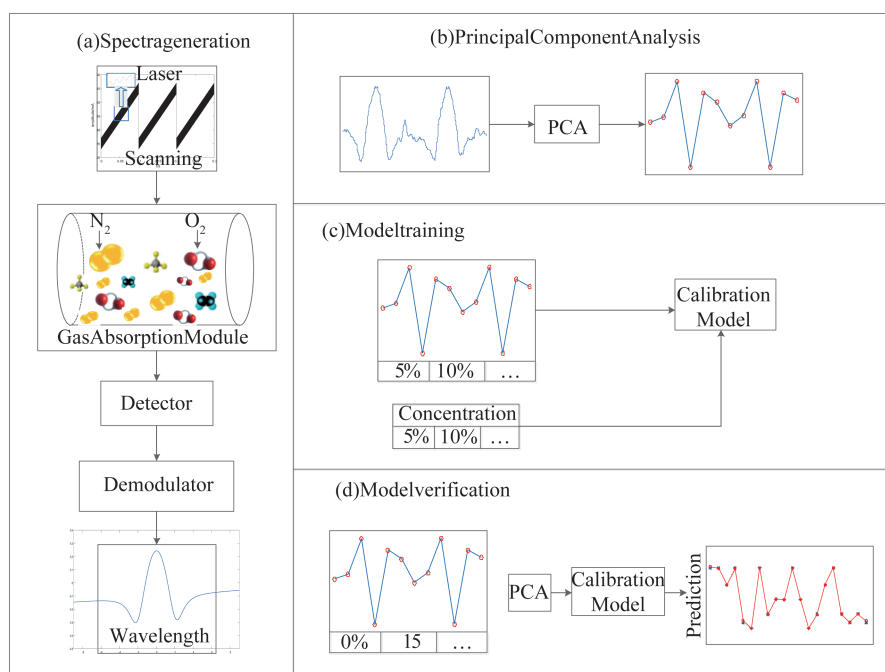 (a)Spectrageneration
Laser
Scanning
N2
O2
GasAbsorptionModule
Detector
Demodulator
Wavelength
(b)PrincipalComponentAnalysis
PCA
(c)Modeltraining
5% 10% ...
Concentration
5% 10% ...
Calibration
Model
(d)Modelverification
0% 15 ...
PCA
Calibration
Model
Prediction